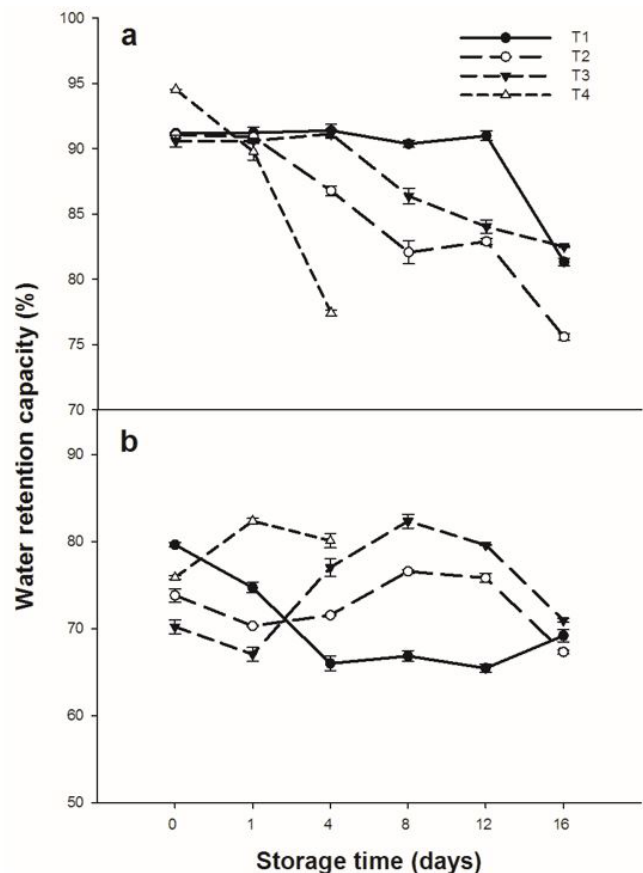 100
a
T1
T2
T3
T4
95
90
85
80
75
70
Water retention capacity (%)
b
90
80
70
60
50
0 1 4 8 12 16
Storage time (days)